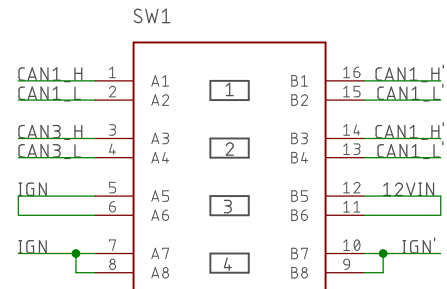 SW1
CAN1_H 1 A1 1 B1 16 CAN1_H'
CAN1_L 2 A2 B2 15 CAN1_L'
CAN3_H 3 A3 2 B3 14 CAN1_H'
CAN3_L 4 A4 B4 13 CAN1_L'
IGN 5 A5 3 B5 12 12VIN
6 A6 B6 11
IGN 7 A7 4 B7 10 IGN'
8 A8 B8 9